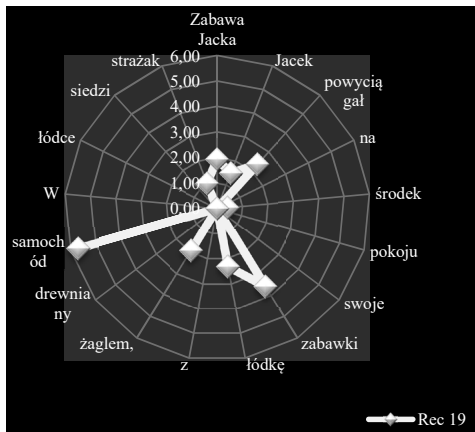 Zabawa
Jacka
Jacek
powycią
gał
na
środek
pokoju
swoje
zabawki
łódkę
z
żaglem,
drewnia
ny
samoch
ód
W
łódce
siedzi
strażak
6,00
5,00
4,00
3,00
2,00
1,00
0,00
Rec 19